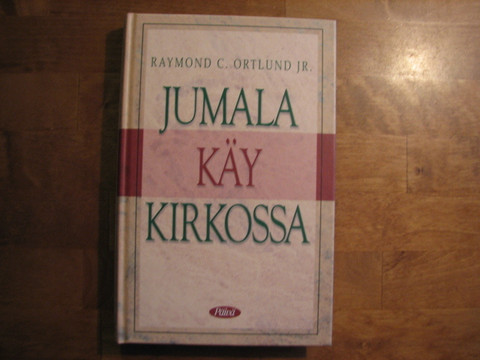 RAYMOND C. ORTLUND JR.
JUMALA
KÄY
KIRKOSSA
Päivä